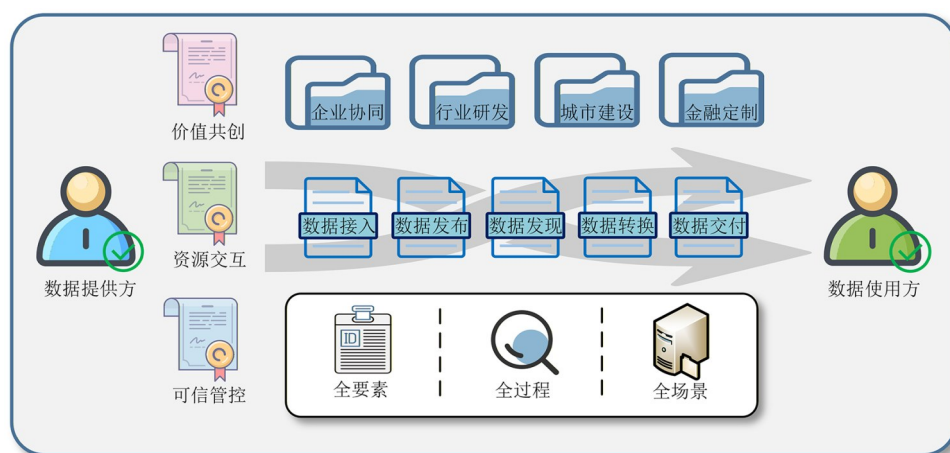 价值共创
企业协同
行业研发
城市建设
金融定制
数据提供方
资源交互
数据接入
数据发布
数据发现
数据转换
数据交付
数据使用方
可信管控
ID
全要素
全过程
全场景